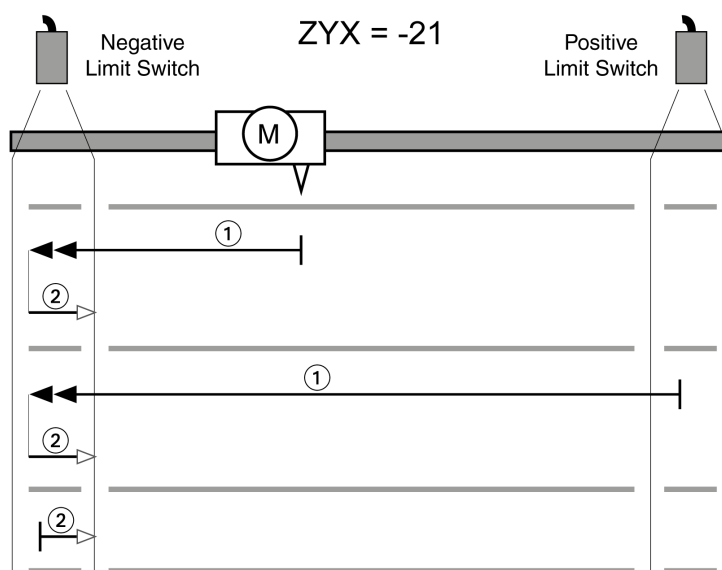 ZYX = -21
Negative
Limit Switch
Positive
Limit Switch
M
1
2
1
2
2